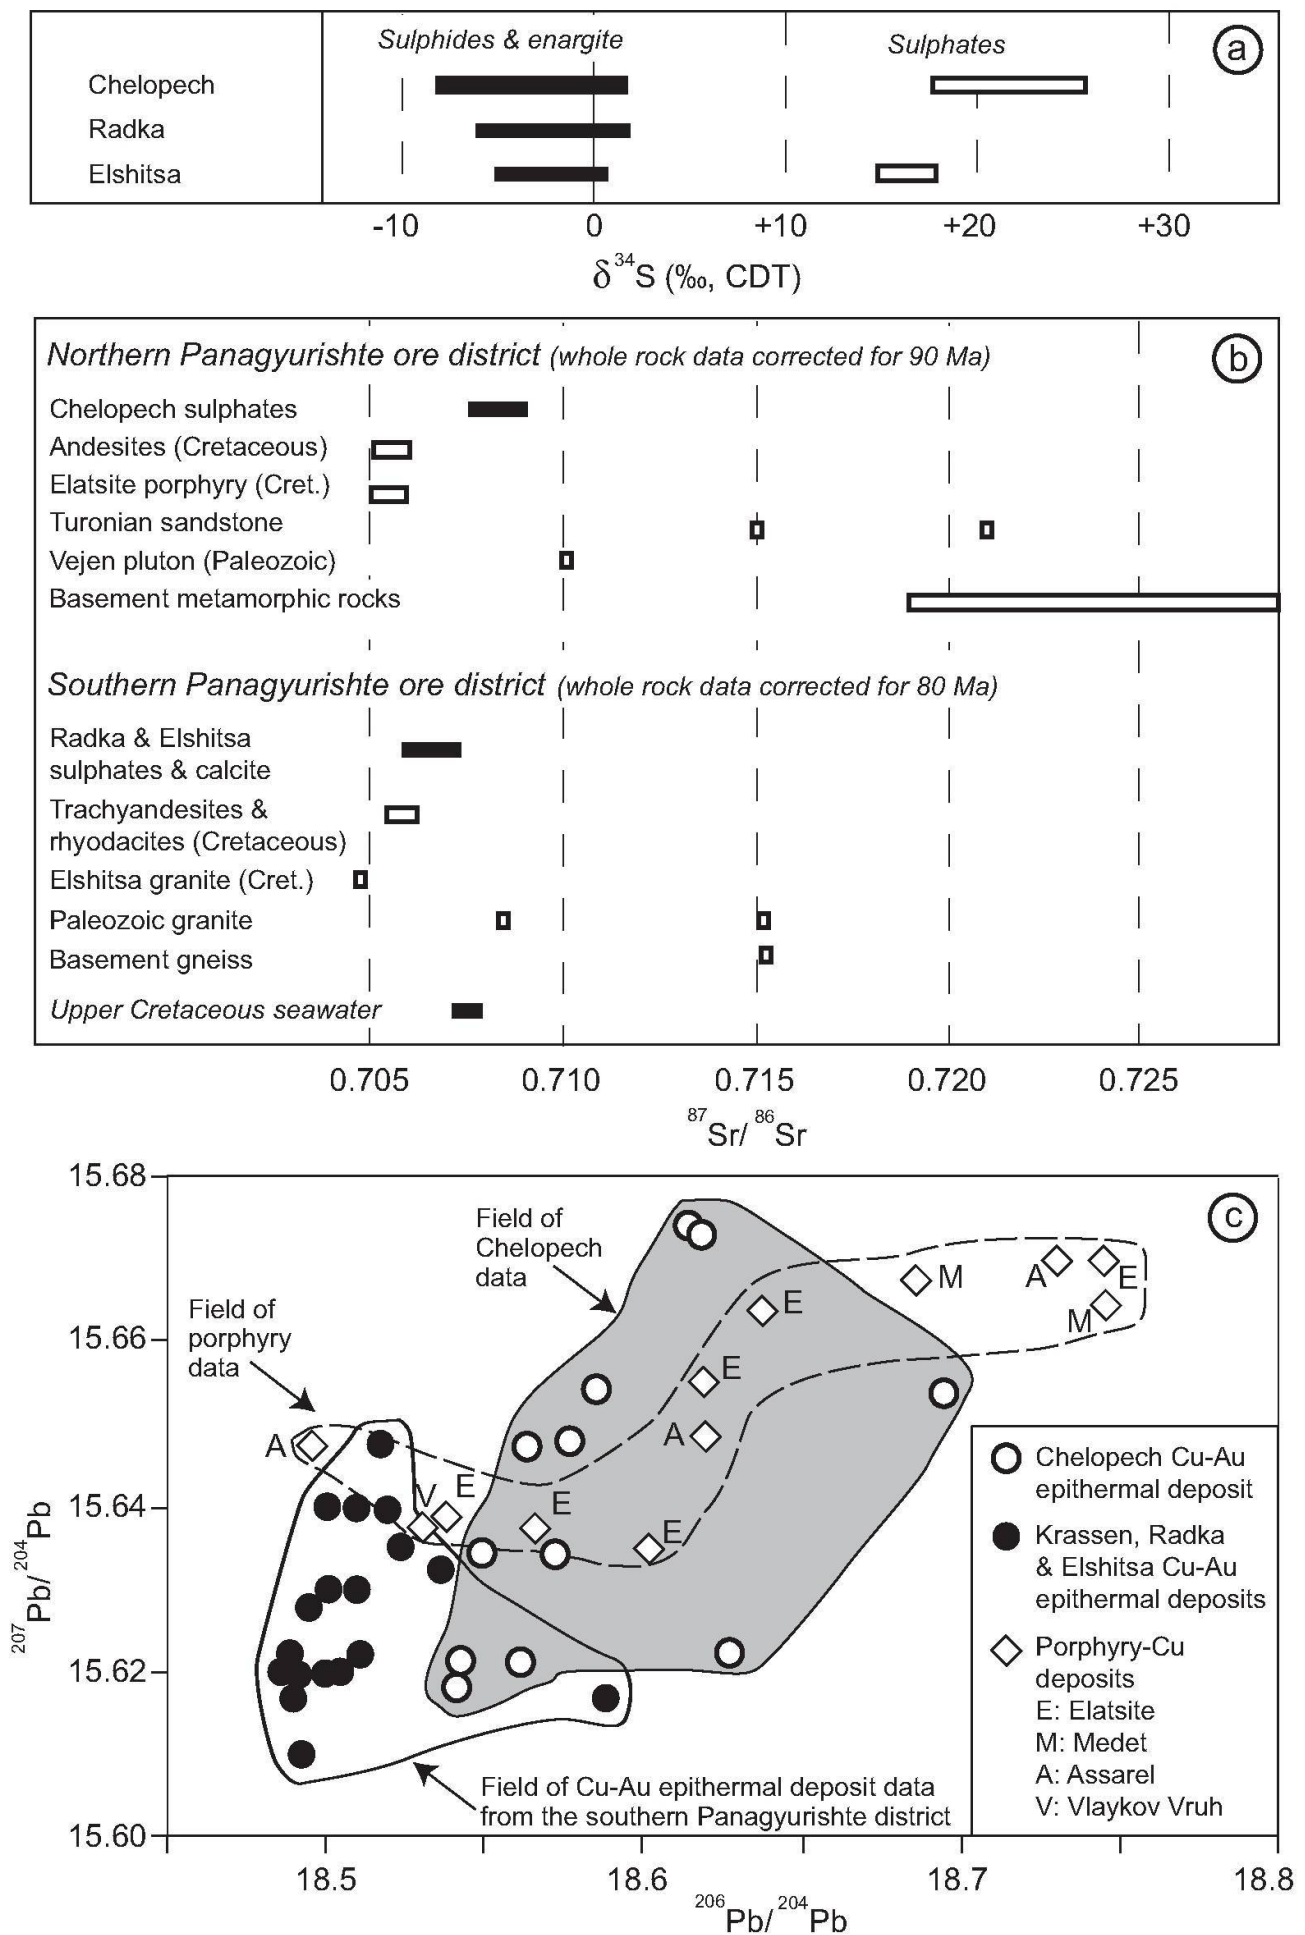 Sulphides & enargite
Sulphates
a
Chelopech
Radka
Elshitsa
-10
0
+10
+20
+30
δ³⁴S (‰, CDT)
Northern Panagyurishte ore district (whole rock data corrected for 90 Ma)
b
Chelopech sulphates
Andesites (Cretaceous)
Elatsite porphyry (Cret.)
Turonian sandstone
Vejen pluton (Paleozoic)
Basement metamorphic rocks
Southern Panagyurishte ore district (whole rock data corrected for 80 Ma)
Radka & Elshitsa
sulphates & calcite
Trachyandesites &
rhyodacites (Cretaceous)
Elshitsa granite (Cret.)
Paleozoic granite
Basement gneiss
Upper Cretaceous seawater
0.705
0.710
0.715
0.720
0.725
⁸⁷Sr/ ⁸⁶Sr
15.68
15.66
15.64
15.62
15.60
²⁰⁷Pb/ ²⁰⁴Pb
c
Field of
Chelopech
data
Field of
porphyry
data
A
V
E
E
E
E
A
E
M
A
E
M
Chelopech Cu-Au
epithermal deposit
Krassen, Radka
& Elshitsa Cu-Au
epithermal deposits
Porphyry-Cu
deposits
E: Elatsite
M: Medet
A: Assarel
V: Vlaykov Vruh
Field of Cu-Au epithermal deposit data
from the southern Panagyurishte district
18.5
18.6
18.7
18.8
²⁰⁶Pb/ ²⁰⁴Pb